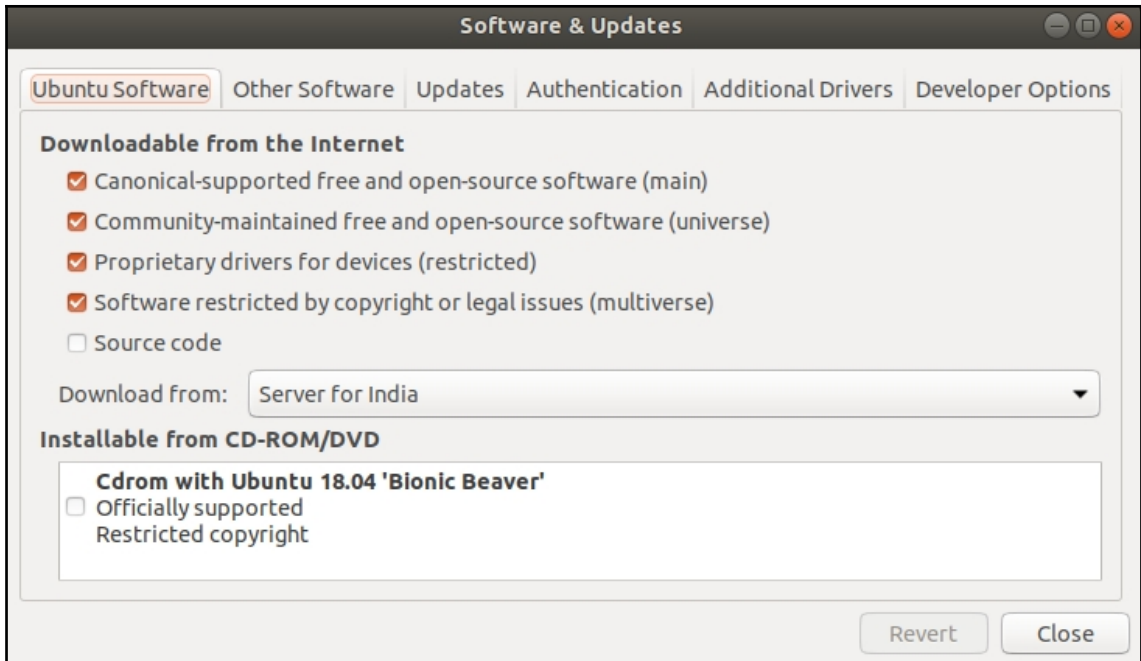 Software & Updates
Ubuntu Software
Other Software
Updates
Authentication
Additional Drivers
Developer Options
Downloadable from the Internet
Canonical-supported free and open-source software (main)
Community-maintained free and open-source software (universe)
Proprietary drivers for devices (restricted)
Software restricted by copyright or legal issues (multiverse)
Source code
Download from: Server for India
Installable from CD-ROM/DVD
Cdrom with Ubuntu 18.04 'Bionic Beaver'
Officially supported
Restricted copyright
Revert
Close